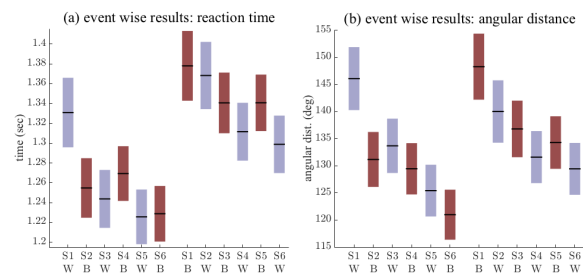 (a) event wise results: reaction time
1.4
1.38
1.36
1.34
1.32
1.3
1.28
1.26
1.24
1.22
1.2
time (sec)
S1 S2 S3 S4 S5 S6 S1 S2 S3 S4 S5 S6
W B W B W B B W B W B W
(b) event wise results: angular distance
155
150
145
140
135
130
125
120
115
angular dist. (deg)
S1 S2 S3 S4 S5 S6 S1 S2 S3 S4 S5 S6
W B W B W B B W B W B W